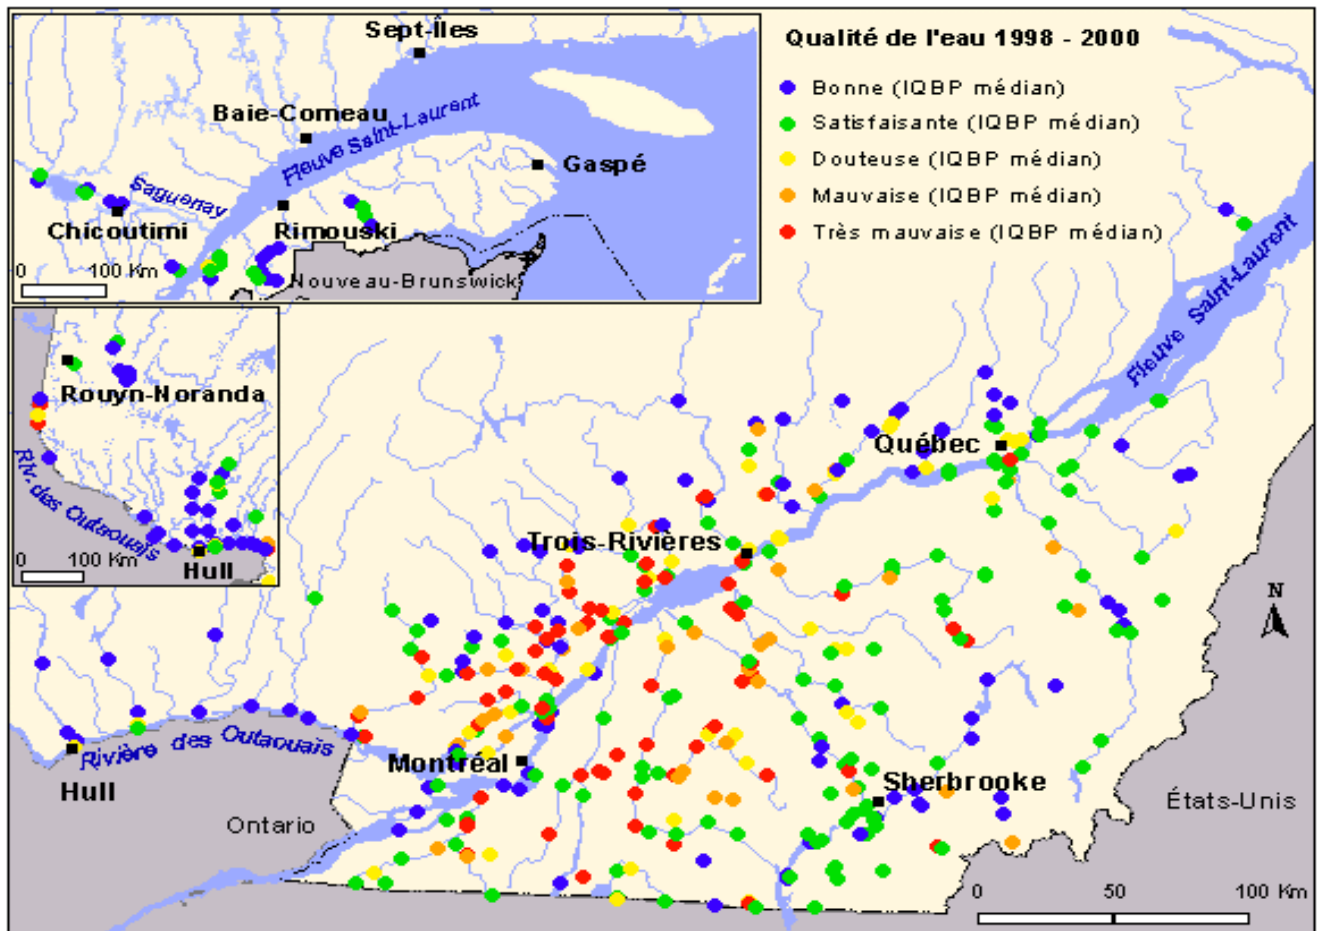 Qualité de l'eau 1998 - 2000
Bonne (IQBP médian)
Satisfaisante (IQBP médian)
Douteuse (IQBP médian)
Mauvaise (IQBP médian)
Très mauvaise (IQBP médian)
Sept-Îles
Baie-Comeau
Fleuve Saint-Laurent
Gaspé
Saguenay
Chicoutimi
Rimouski
0 100 Km
Nouveau-Brunswick
Rouyn-Noranda
Riv. des Outaouais
0 100 Km
Hull
Fleuve Saint-Laurent
Québec
Trois-Rivières
N
Rivière des Outaouais
Hull
Montréal
Sherbrooke
Ontario
États-Unis
0 50 100 Km